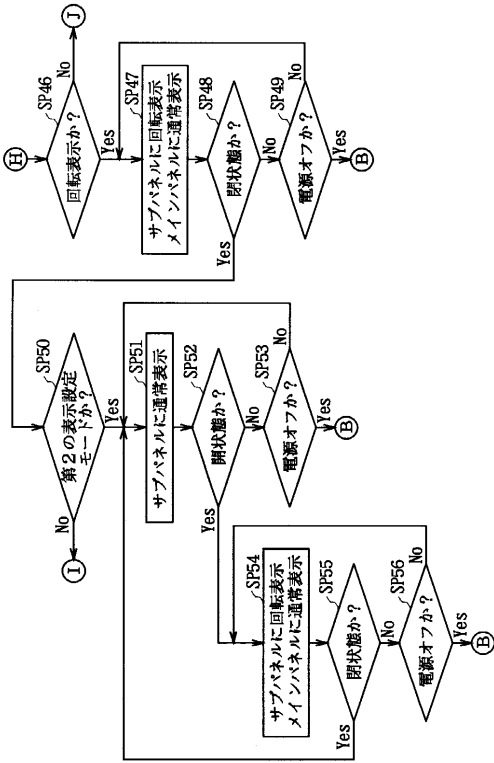 H
SP46
回転表示か？
No
J
Yes
SP47
サブパネルに回転表示
メインパネルに通常表示
SP48
閉状態か？
Yes
No
SP49
電源オフか？
No
Yes
B
SP50
第２の表示設定
モードか？
No
I
Yes
SP51
サブパネルに通常表示
SP52
開状態か？
Yes
No
SP53
電源オフか？
No
Yes
B
SP54
サブパネルに回転表示
メインパネルに通常表示
SP55
閉状態か？
Yes
No
SP56
電源オフか？
No
Yes
B